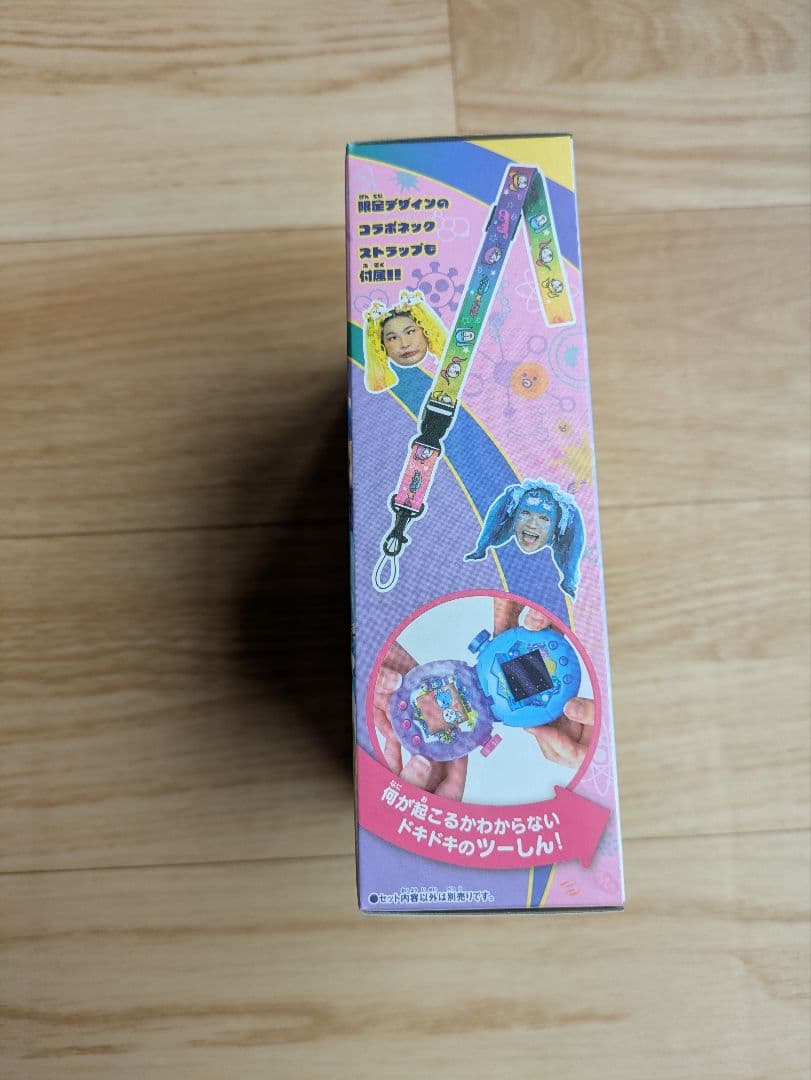 限定デザインの
コラボネック
ストラップも
付属!!
何が起こるかわからない
ドキドキのツーしん!
●セット内容以外は別売りです。